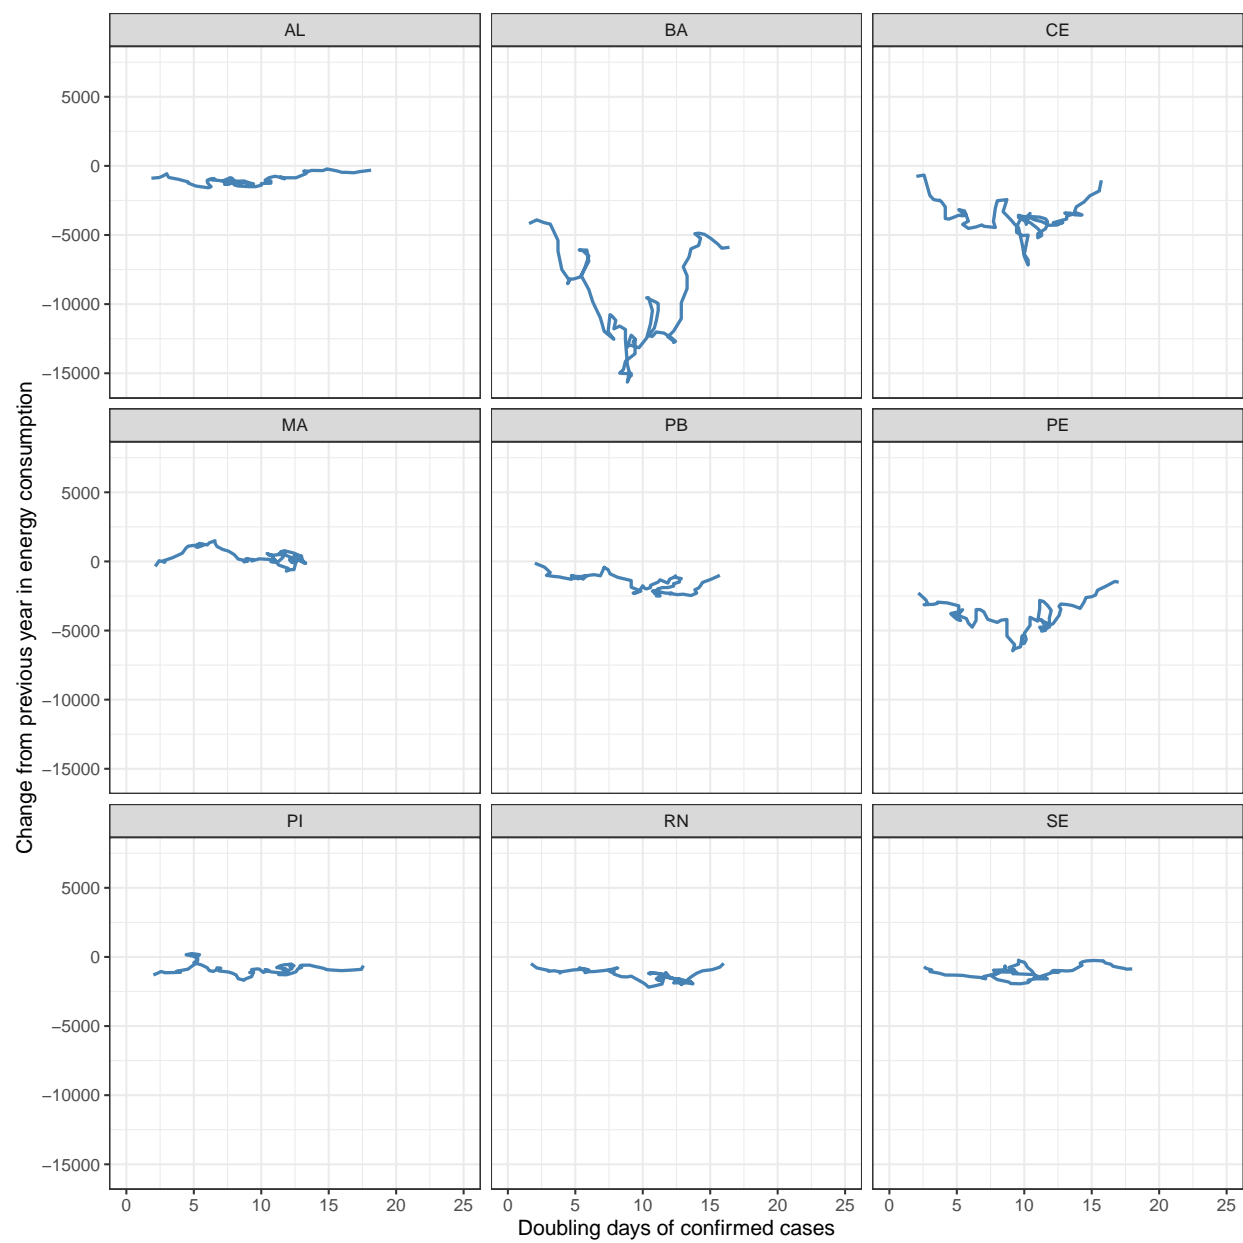 AL BA CE
5000
0
−5000
−10000
−15000
MA PB PE
5000
0
−5000
−10000
−15000
Change from previous year in energy consumption
PI RN SE
5000
0
−5000
−10000
−15000
0 5 10 15 20 25 0 5 10 15 20 25 0 5 10 15 20 25
Doubling days of confirmed cases